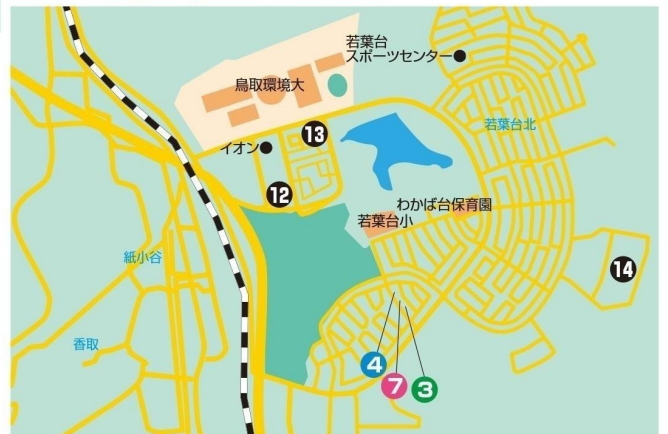 若葉台
スポーツセンター
鳥取環境大
若葉台北
13
イオン
12
わかば台保育園
若葉台小
紙小谷
14
香取
4
7
3